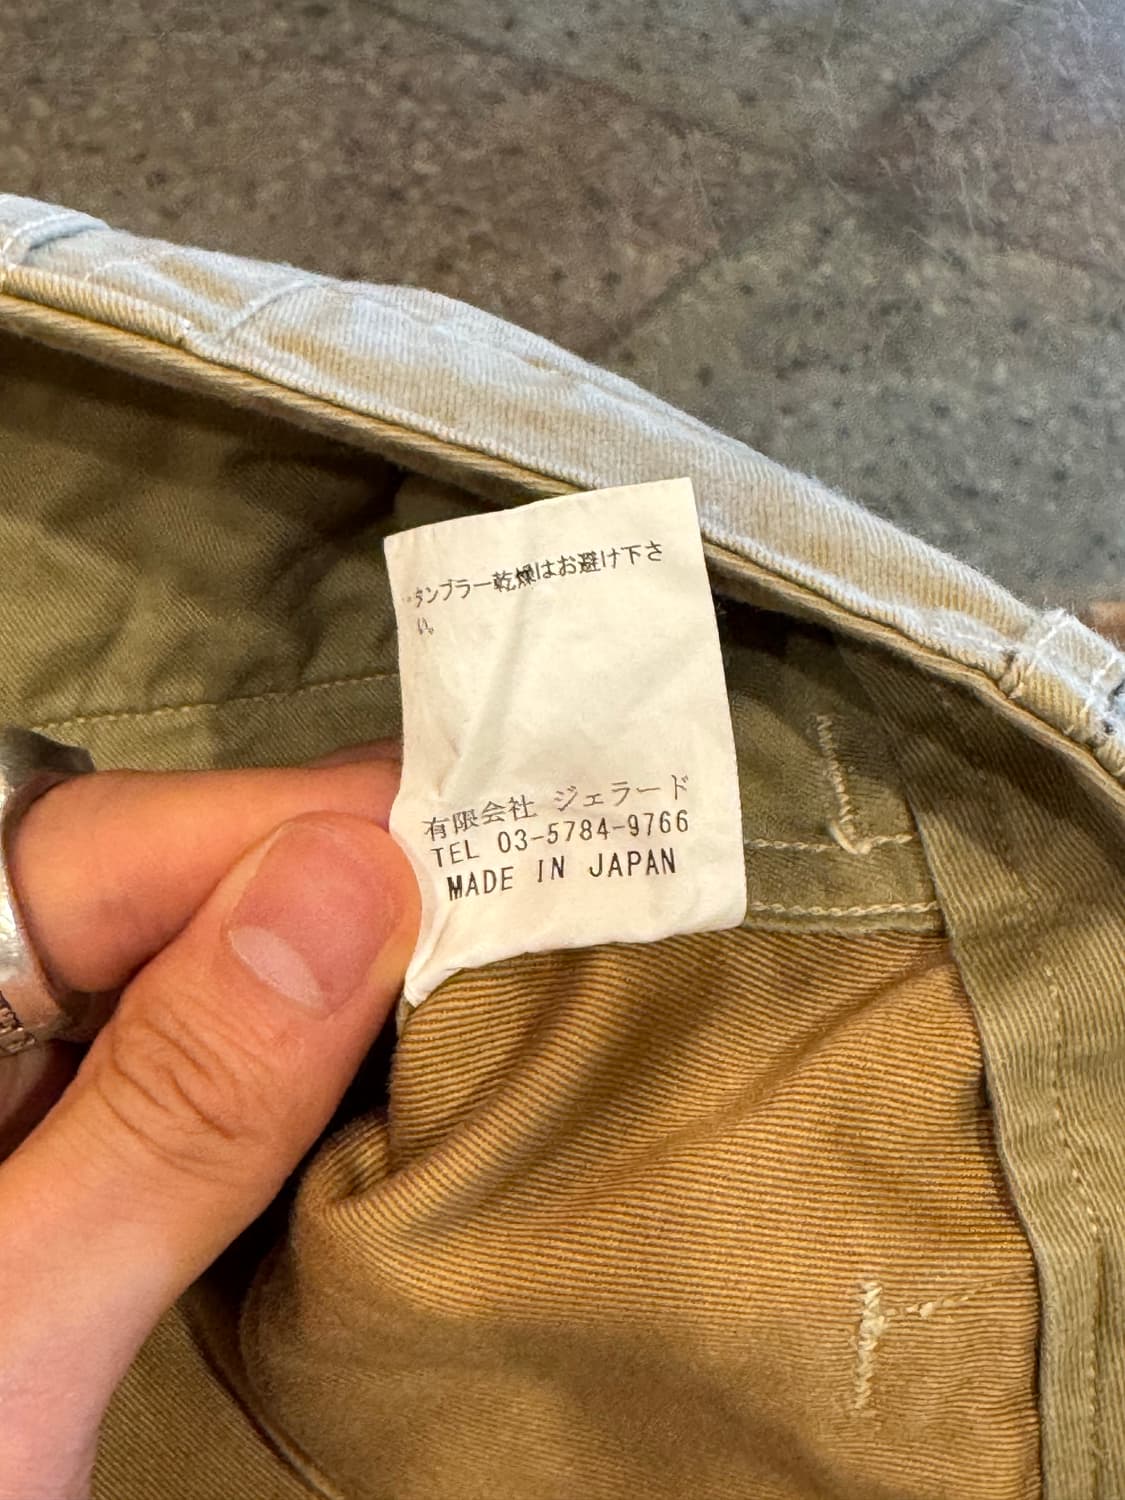 タンブラー乾燥はお避け下さ
い。
有限会社 ジェラード
TEL 03-5784-9766
MADE IN JAPAN